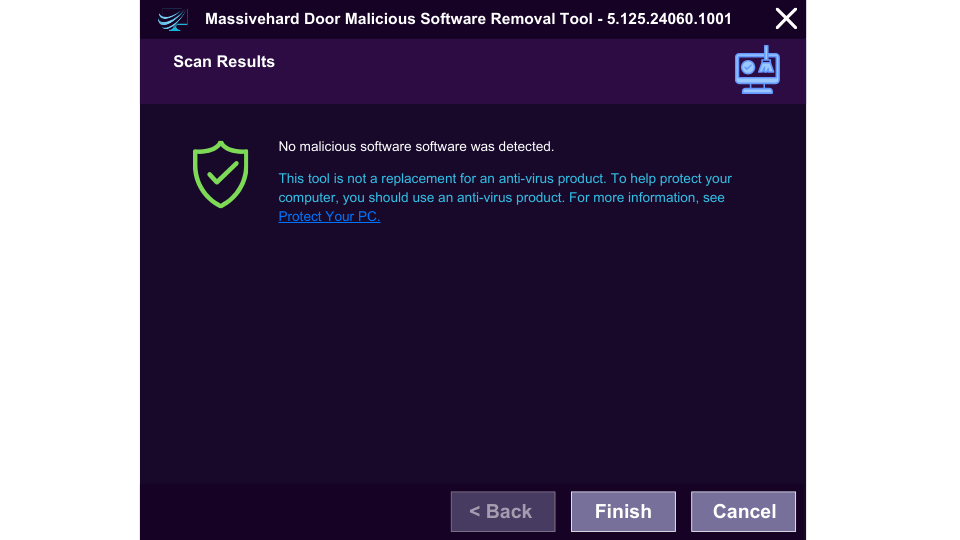 Massivehard Door Malicious Software Removal Tool - 5.125.24060.1001
Scan Results
No malicious software software was detected.
This tool is not a replacement for an anti-virus product. To help protect your
computer, you should use an anti-virus product. For more information, see
Protect Your PC.
< Back
Finish
Cancel